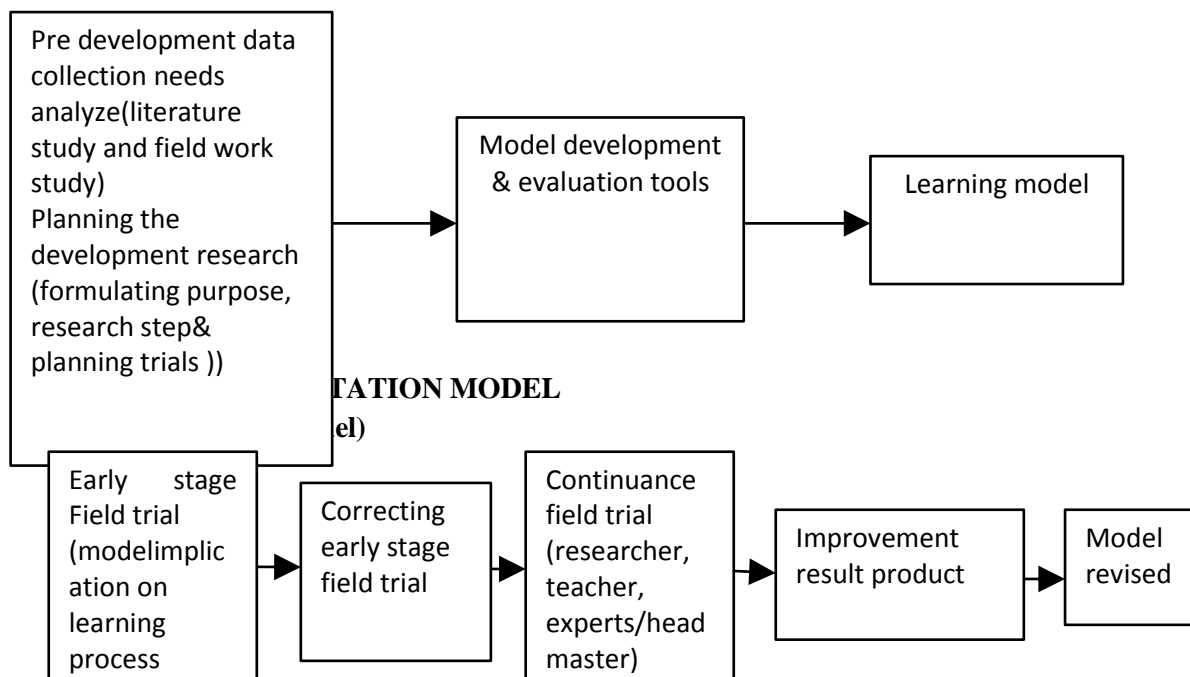 Pre development data
collection needs
analyze(literature
study and field work
study)
Planning the
development research
(formulating purpose,
research step&
planning trials ))
Model development
& evaluation tools
Learning model
TATION MODEL
el)
Early stage
Field trial
(modelimplic
ation on
learning
process
Correcting
early stage
field trial
Continuance
field trial
(researcher,
teacher,
experts/head
master)
Improvement
result product
Model
revised